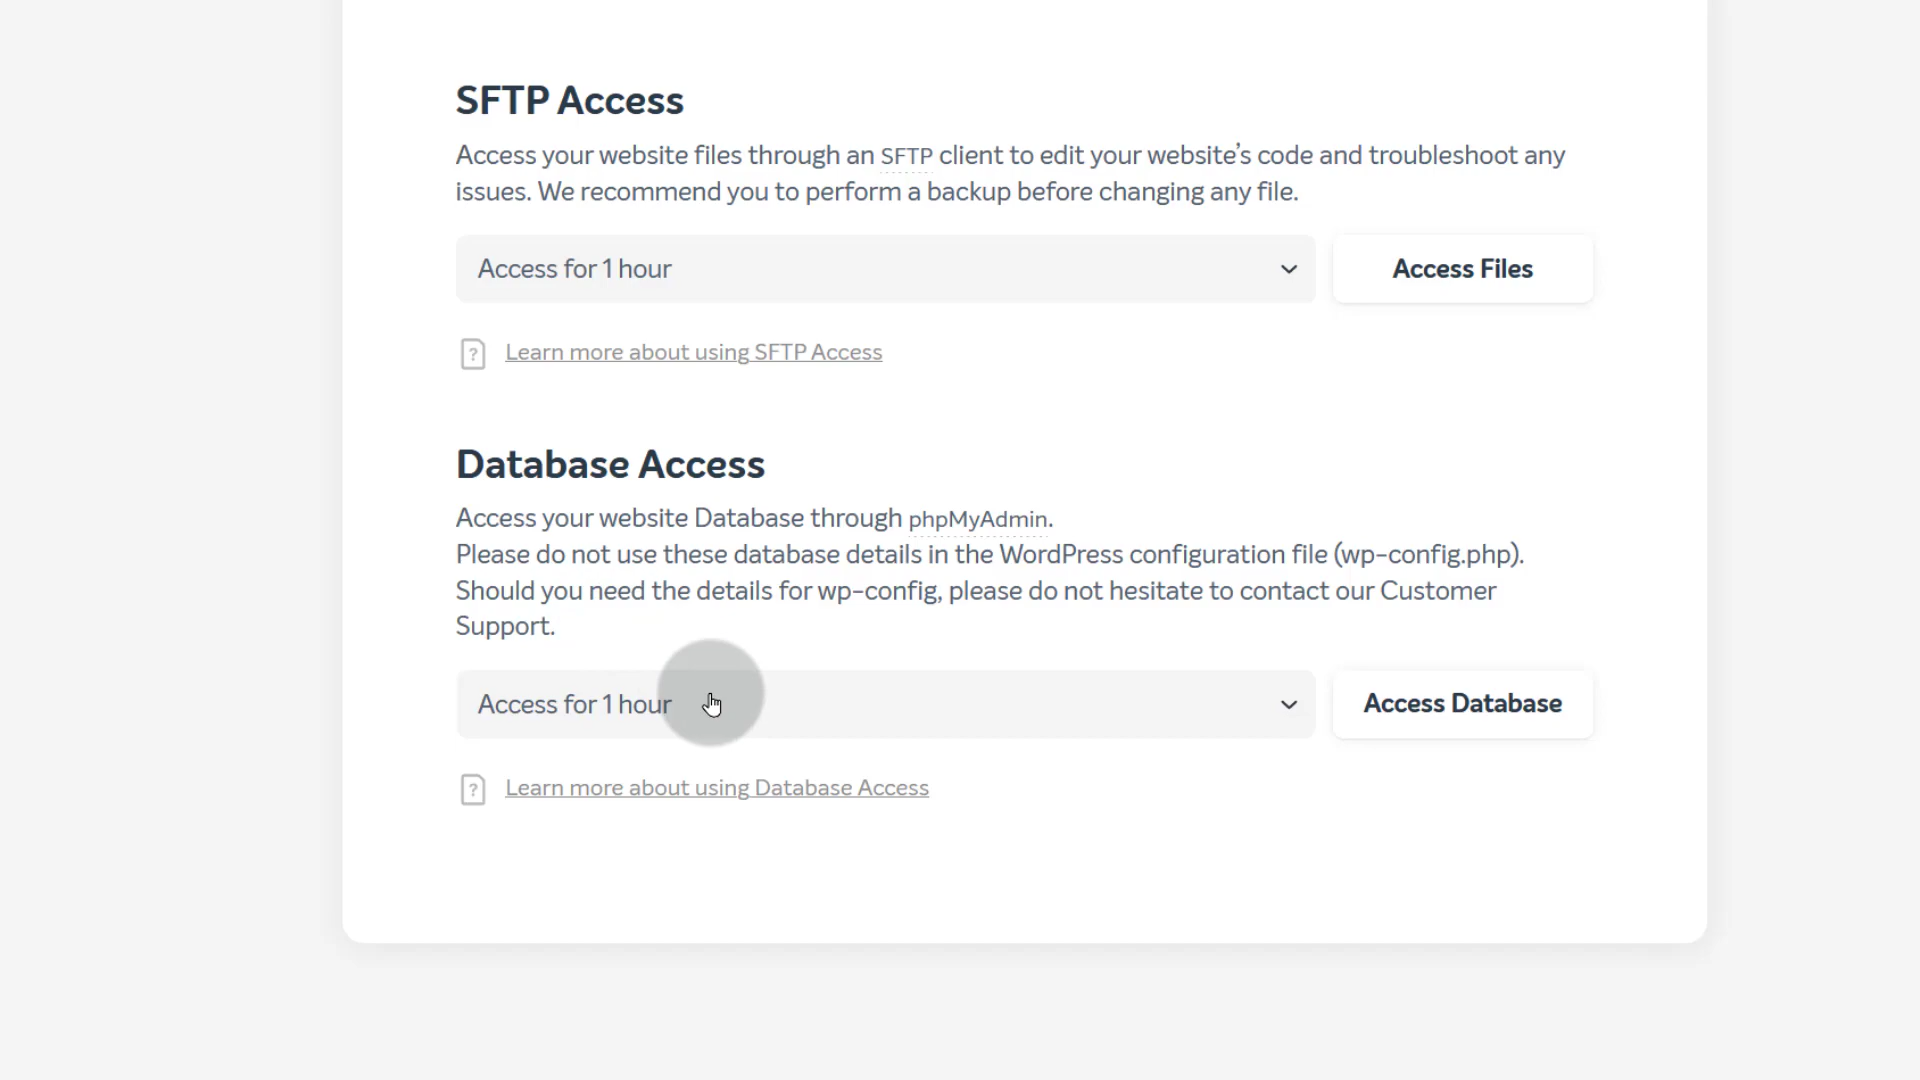 SFTP Access
Access your website files through an SFTP client to edit your website’s code and troubleshoot any
issues. We recommend you to perform a backup before changing any file.
Access for 1 hour
Access Files
Learn more about using SFTP Access
Database Access
Access your website Database through phpMyAdmin.
Please do not use these database details in the WordPress configuration file (wp-config.php).
Should you need the details for wp-config, please do not hesitate to contact our Customer
Support.
Access for 1 hour
Access Database
Learn more about using Database Access